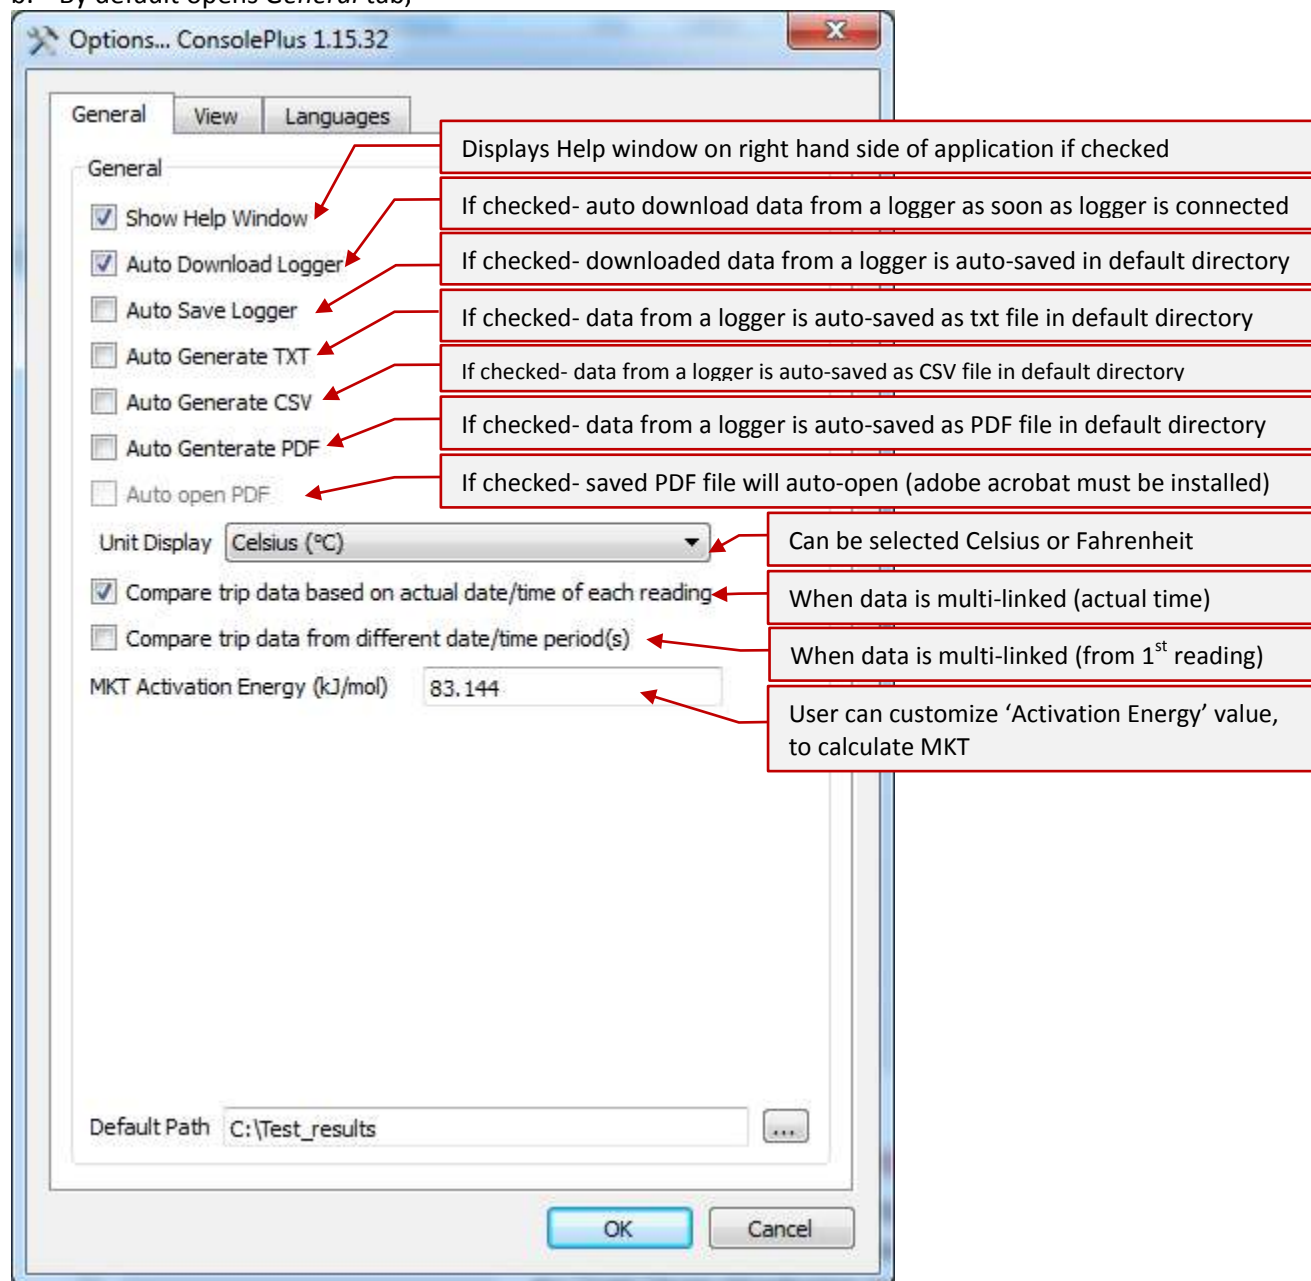 b. By default opens General tab,
Options... ConsolePlus 1.15.32
General View Languages
General
Displays Help window on right hand side of application if checked
Show Help Window
If checked- auto download data from a logger as soon as logger is connected
Auto Download Logger
If checked- downloaded data from a logger is auto-saved in default directory
Auto Save Logger
If checked- data from a logger is auto-saved as txt file in default directory
Auto Generate TXT
If checked- data from a logger is auto-saved as CSV file in default directory
Auto Generate CSV
If checked- data from a logger is auto-saved as PDF file in default directory
Auto Genterate PDF
If checked- saved PDF file will auto-open (adobe acrobat must be installed)
Auto open PDF
Unit Display Celsius (°C)
Can be selected Celsius or Fahrenheit
Compare trip data based on actual date/time of each reading
When data is multi-linked (actual time)
Compare trip data from different date/time period(s)
When data is multi-linked (from 1st reading)
MKT Activation Energy (kJ/mol) 83.144
User can customize ‘Activation Energy’ value,
to calculate MKT
Default Path C:\Test_results ...
OK Cancel